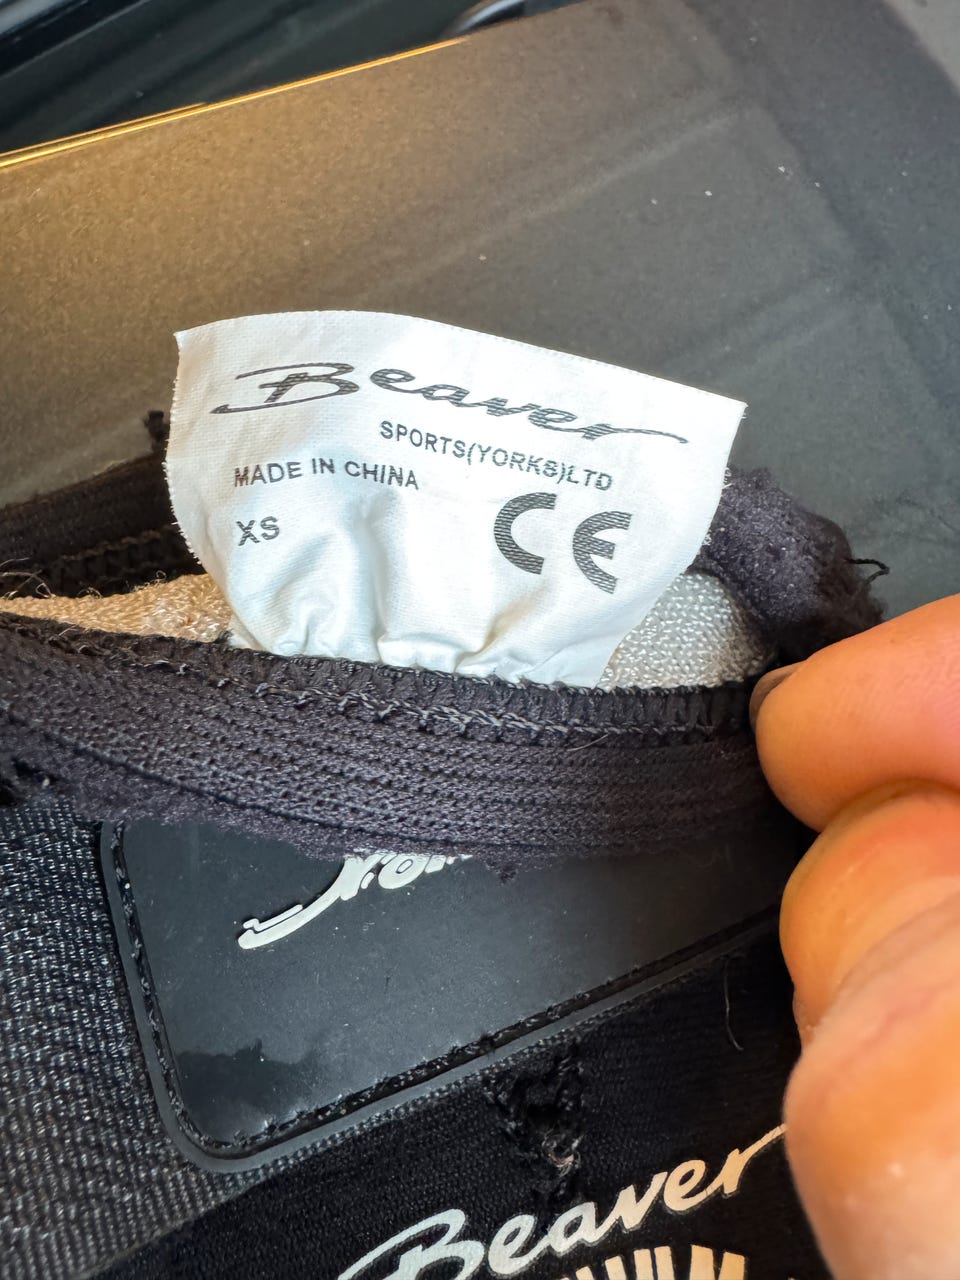 Beaver
SPORTS(YORKS)LTD
MADE IN CHINA
XS
CE
Beaver